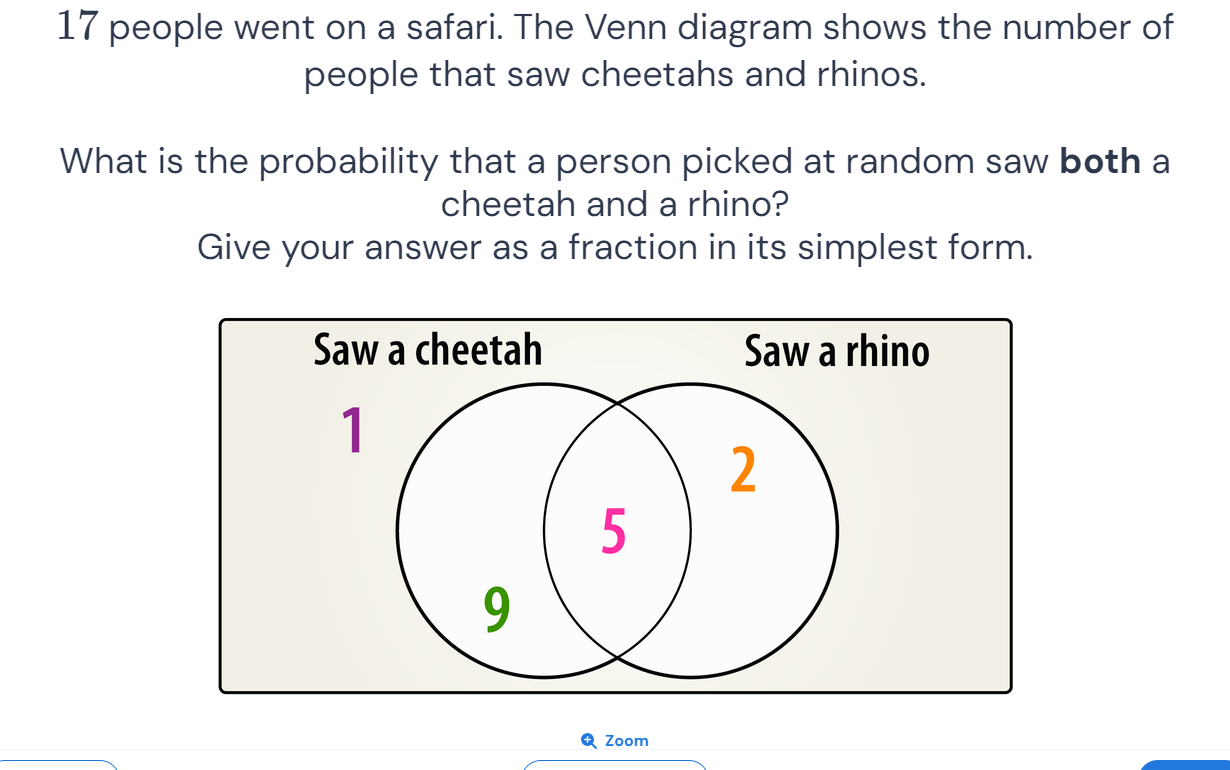 17 people went on a safari. The Venn diagram shows the number of
people that saw cheetahs and rhinos.
What is the probability that a person picked at random saw both a
cheetah and a rhino?
Give your answer as a fraction in its simplest form.
Saw a cheetah Saw a rhino
1
2
5
9
Zoom